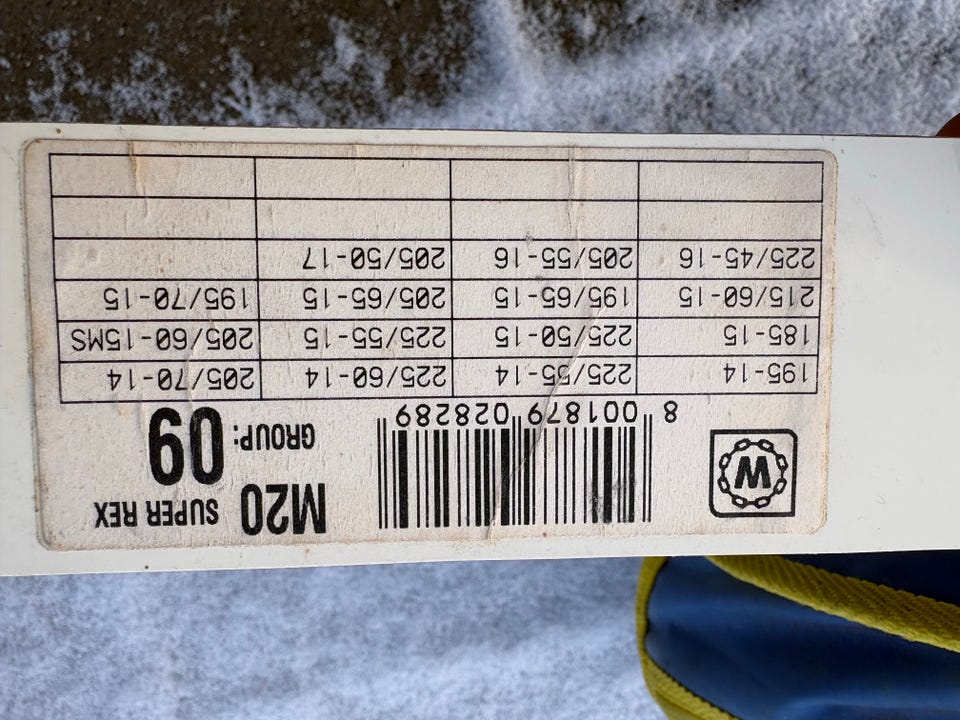 W
M20 SUPER REX
GROUP: 09
8 001879 028289
195-14 225/55-14 225/60-14 205/70-14
185-15 225/50-15 225/55-15 205/60-15MS
215/60-15 195/65-15 205/65-15 195/70-15
225/45-16 205/55-16 205/50-17